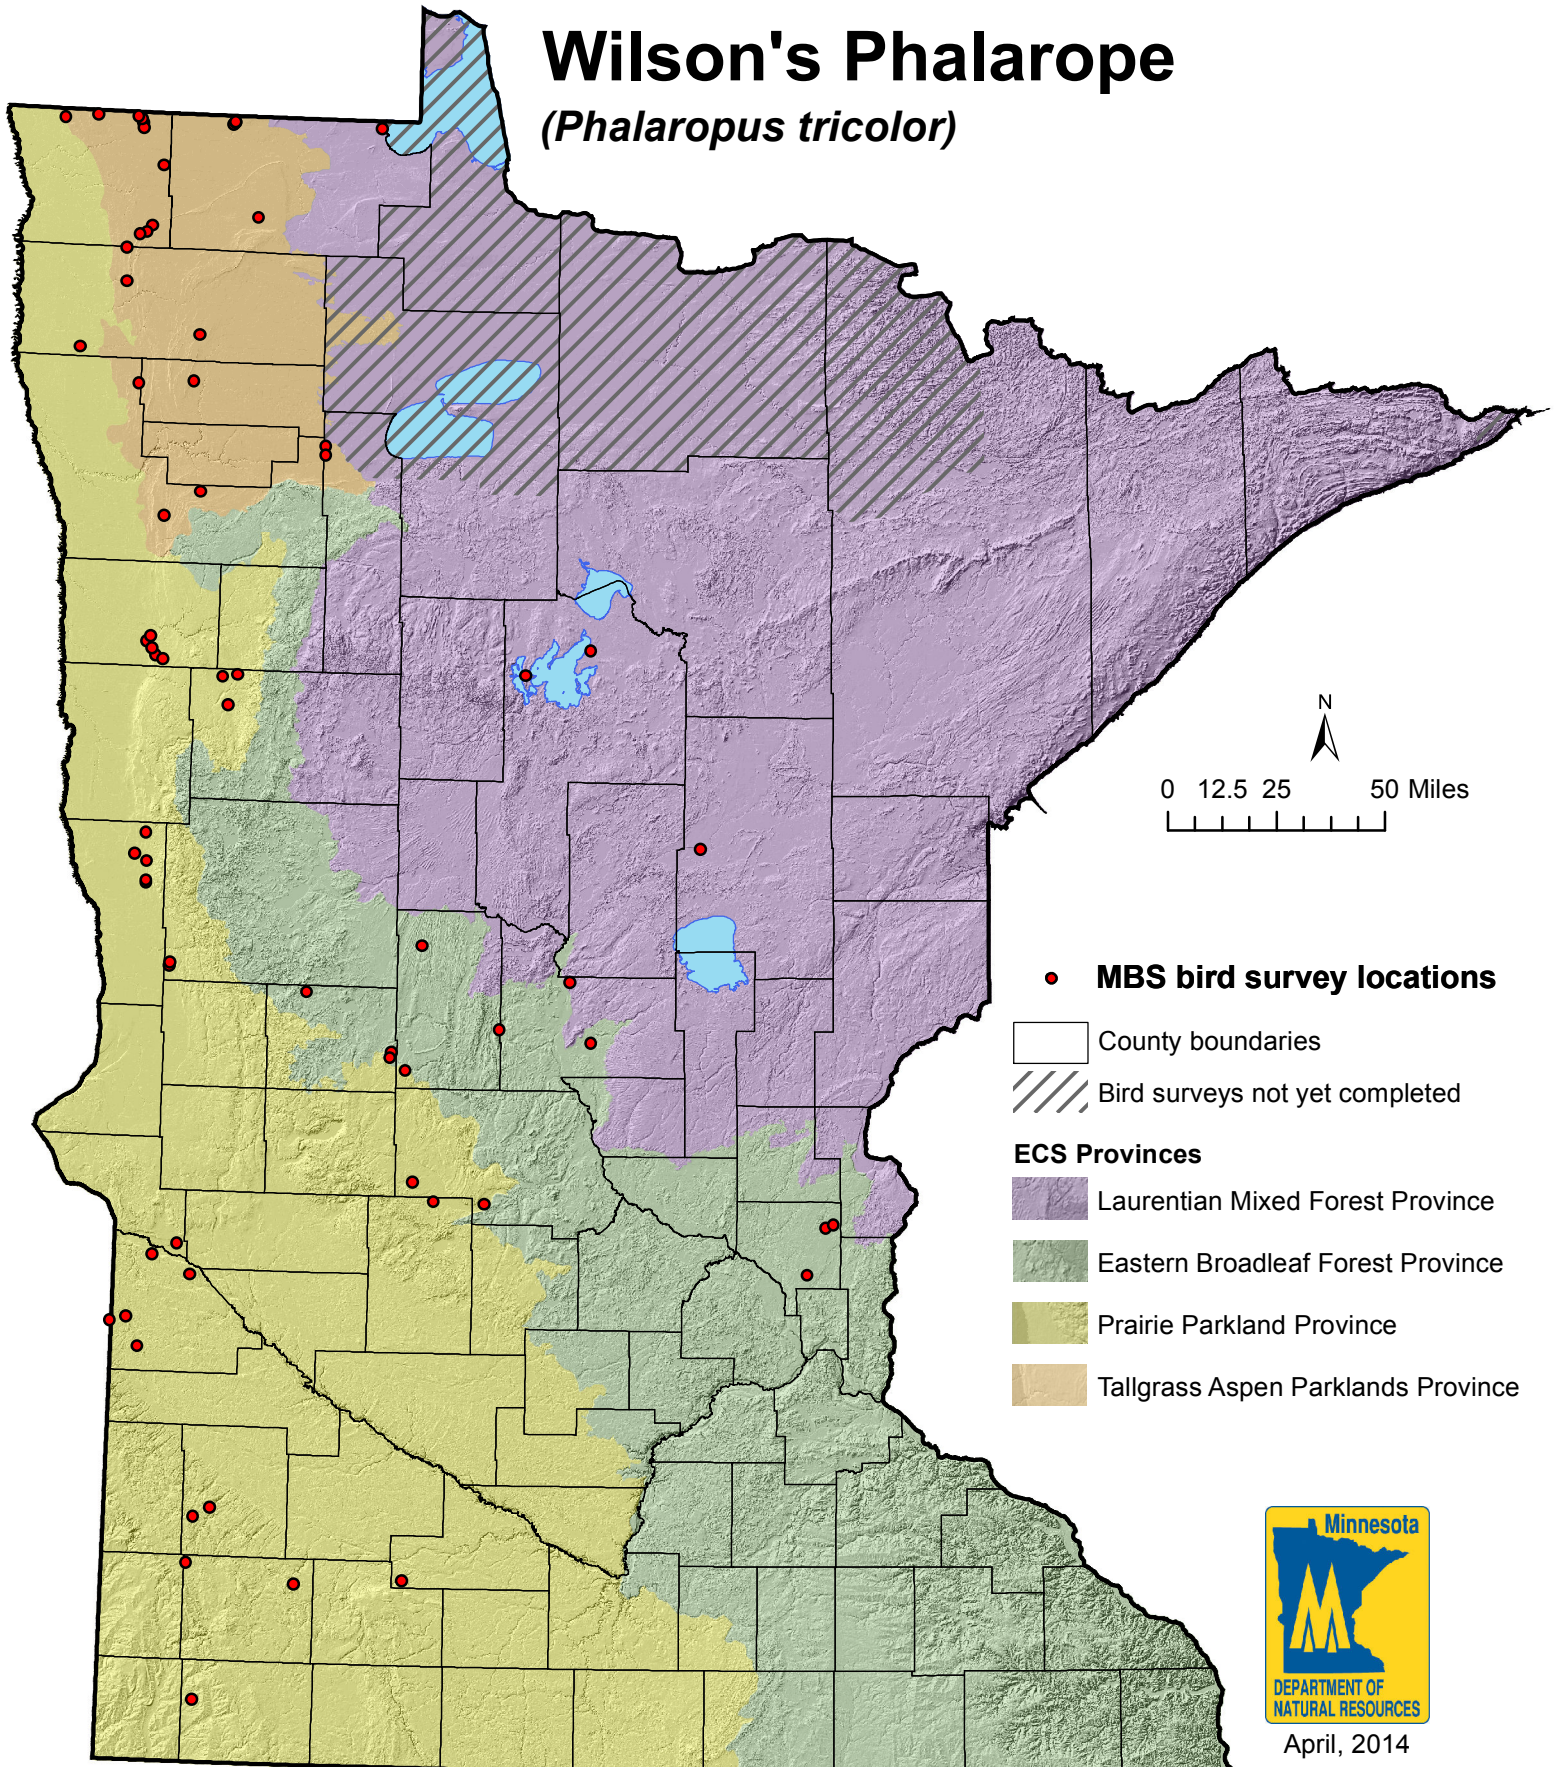 Wilson's Phalarope
(Phalaropus tricolor)
N
0 12.5 25 50 Miles
MBS bird survey locations
County boundaries
Bird surveys not yet completed
ECS Provinces
Laurentian Mixed Forest Province
Eastern Broadleaf Forest Province
Prairie Parkland Province
Tallgrass Aspen Parklands Province
Minnesota
DEPARTMENT OF
NATURAL RESOURCES
April, 2014